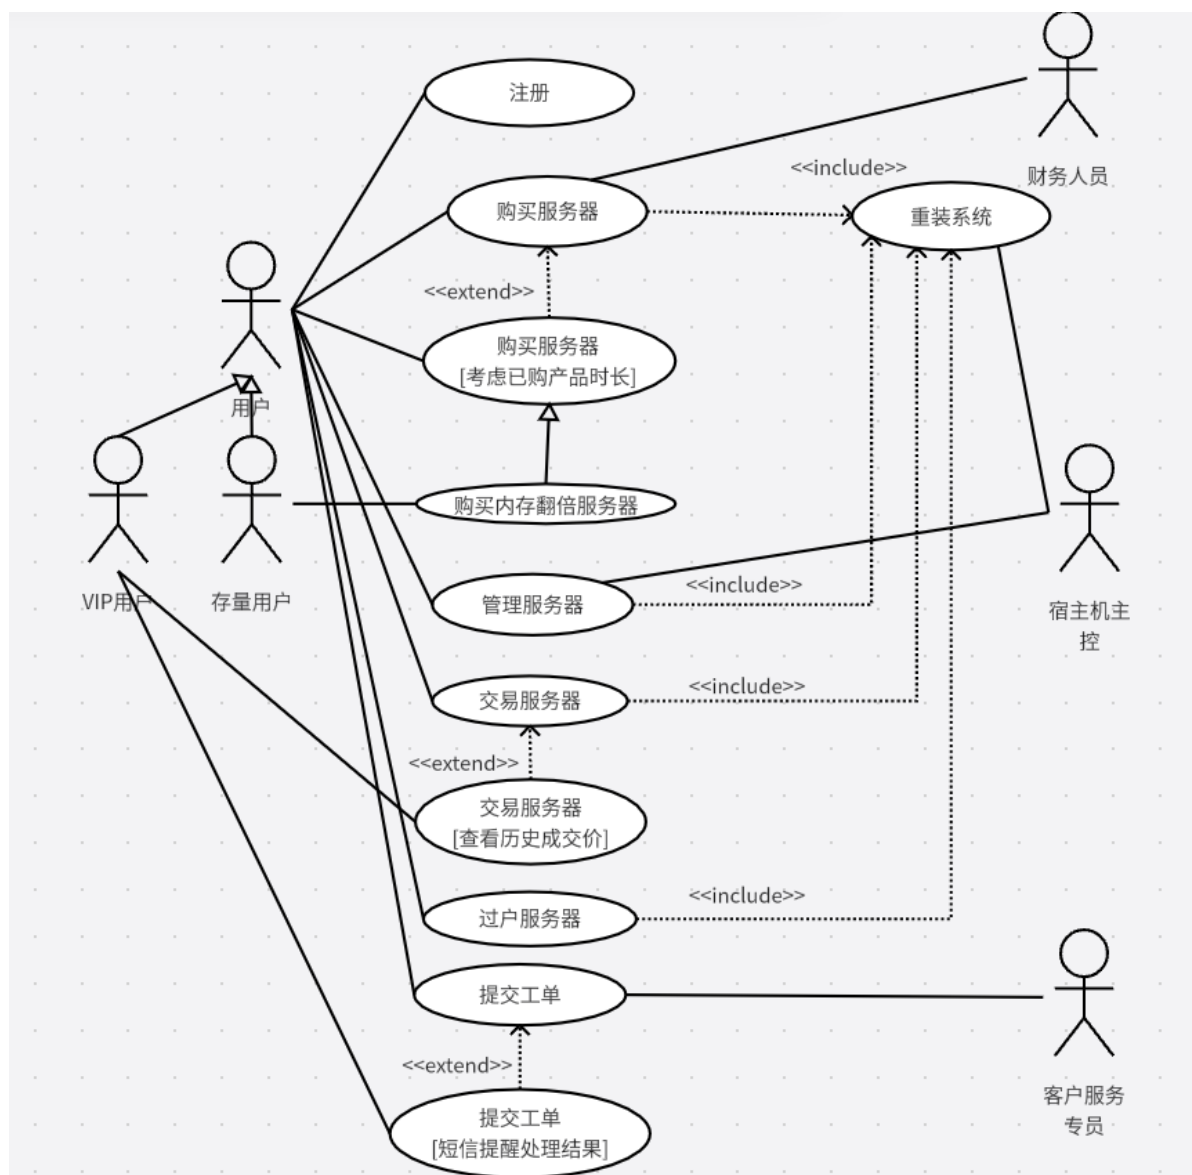 注册
<<include>>
财务人员
购买服务器
重装系统
<<extend>>
购买服务器
[考虑已购产品时长]
用户
购买内存翻倍服务器
VIP用户
存量用户
<<include>>
管理服务器
宿主机主
控
<<include>>
交易服务器
<<extend>>
交易服务器
[查看历史成交价]
<<include>>
过户服务器
提交工单
<<extend>>
客户服务
专员
提交工单
[短信提醒处理结果]